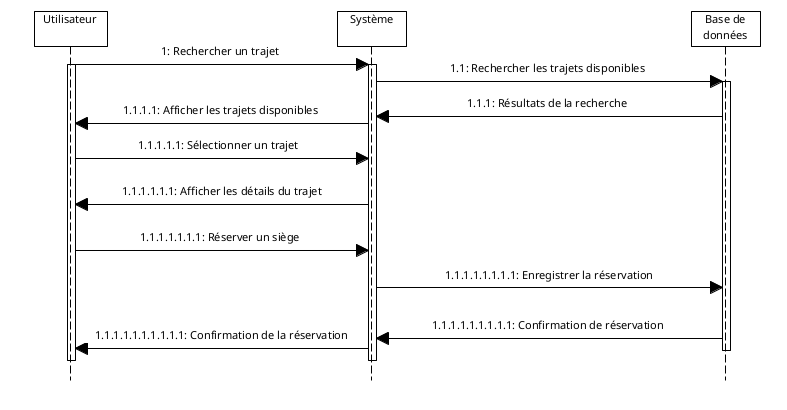 Utilisateur
Système
Base de
données
1: Rechercher un trajet
1.1: Rechercher les trajets disponibles
1.1.1: Résultats de la recherche
1.1.1.1: Afficher les trajets disponibles
1.1.1.1.1: Sélectionner un trajet
1.1.1.1.1.1: Afficher les détails du trajet
1.1.1.1.1.1.1: Réserver un siège
1.1.1.1.1.1.1.1: Enregistrer la réservation
1.1.1.1.1.1.1.1.1: Confirmation de réservation
1.1.1.1.1.1.1.1.1.1: Confirmation de la réservation